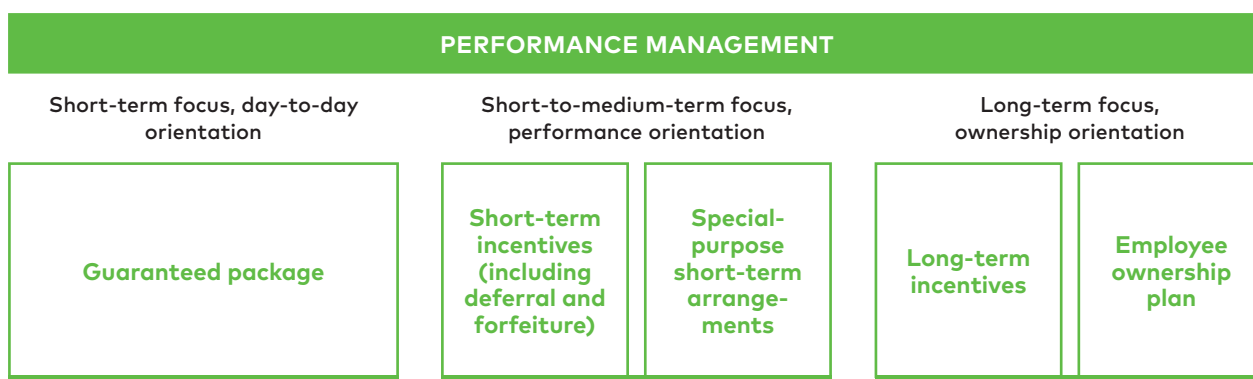 PERFORMANCE MANAGEMENT
Short-term focus, day-to-day
orientation
Short-to-medium-term focus,
performance orientation
Long-term focus,
ownership orientation
Guaranteed package
Short-term
incentives
(including
deferral and
forfeiture)
Special-
purpose
short-term
arrange-
ments
Long-term
incentives
Employee
ownership
plan